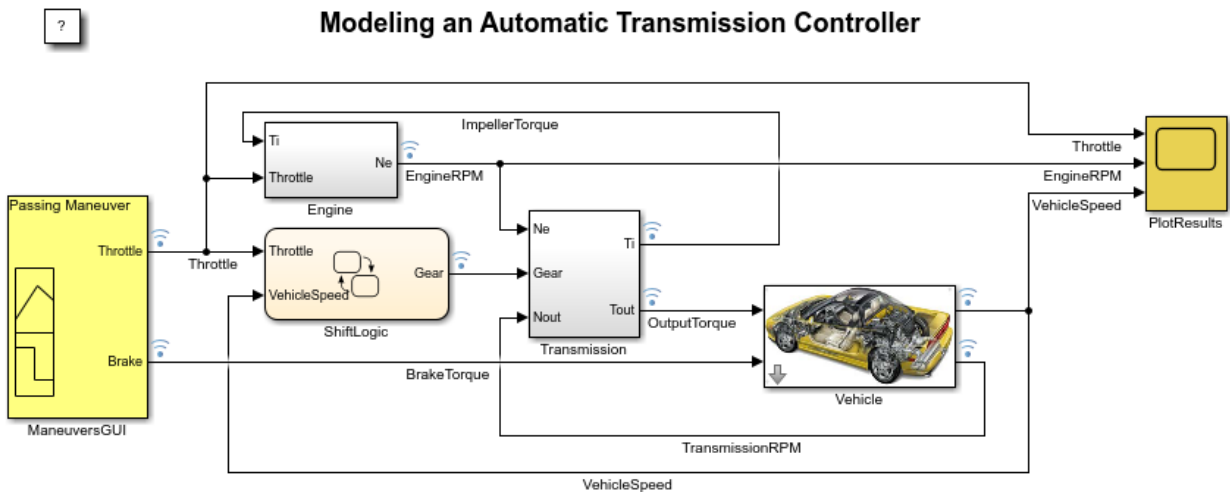 ?
Modeling an Automatic Transmission Controller
ImpellerTorque
Ti
Throttle
Ne
EngineRPM
Engine
Throttle
EngineRPM
VehicleSpeed
PlotResults
Passing Maneuver
Throttle
Brake
ManeuversGUI
Throttle
Throttle
VehicleSpeed
Gear
ShiftLogic
Ne
Gear
Nout
Ti
Tout
Transmission
OutputTorque
BrakeTorque
Vehicle
TransmissionRPM
VehicleSpeed